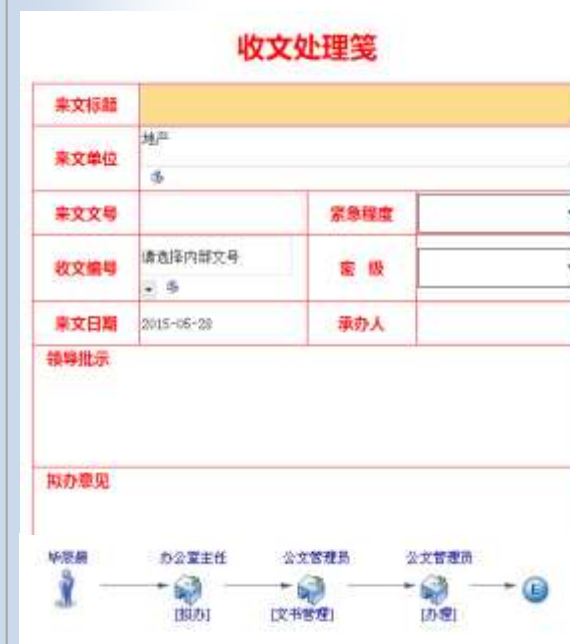 收文处理笺
来文标题
来文单位 地产
来文文号 紧急程度
收文编号 请选择内部文号 密 级
来文日期 2015-05-28 承办人
领导批示
拟办意见
办公室主任 公文管理员 公文管理员
[拟办] [文书管理] [办理] E